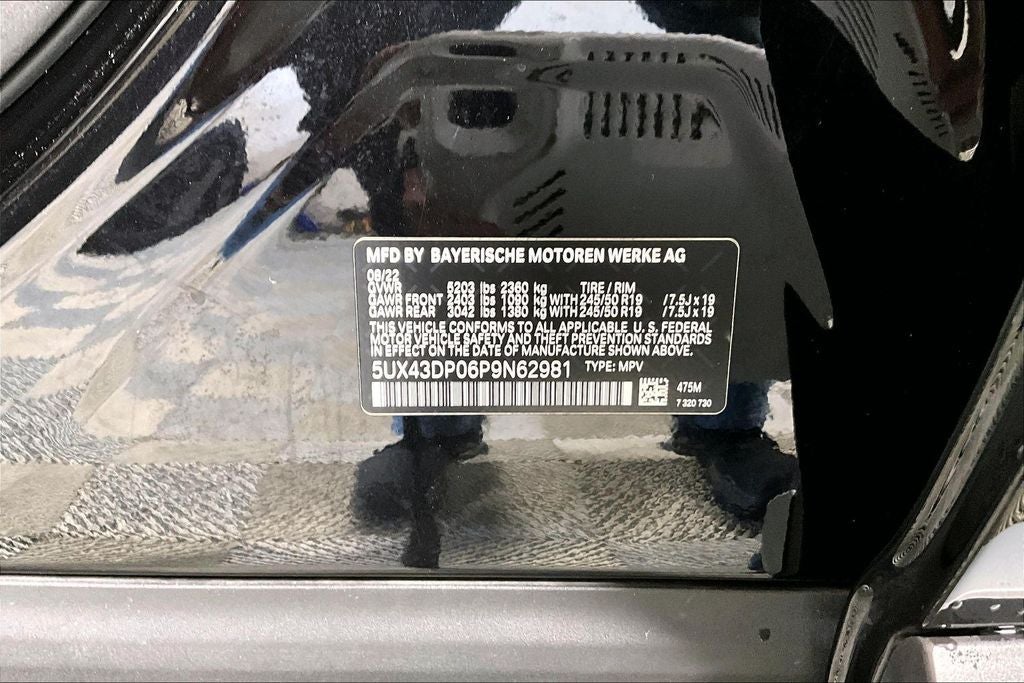 MFD BY BAYERISCHE MOTOREN WERKE AG
08/22
GVWR 5203 lbs 2360 kg TIRE / RIM
GAWR FRONT 2403 lbs 1090 kg WITH 245/50 R19 /7.5J x 19
GAWR REAR 3042 lbs 1380 kg WITH 245/50 R19 /7.5J x 19
THIS VEHICLE CONFORMS TO ALL APPLICABLE U. S. FEDERAL
MOTOR VEHICLE SAFETY AND THEFT PREVENTION STANDARDS
IN EFFECT ON THE DATE OF MANUFACTURE SHOWN ABOVE.
5UX43DP06P9N62981 TYPE: MPV
475M
7 320 730